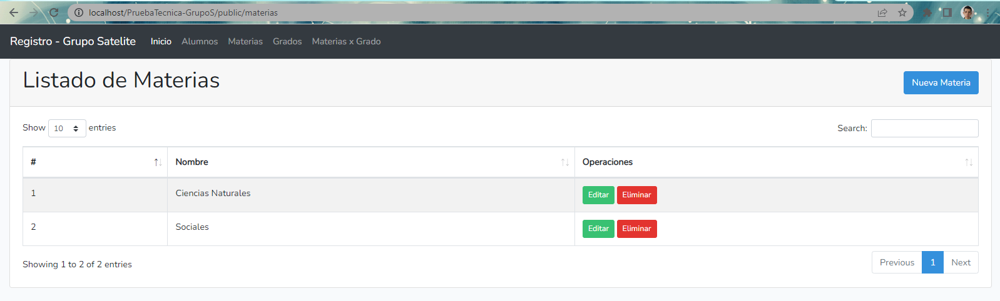 localhost/PruebaTecnica-GrupoS/public/materias
Registro - Grupo Satelite Inicio Alumnos Materias Grados Materias x Grado
Listado de Materias Nueva Materia
Show 10 entries Search:
# Nombre Operaciones
1 Ciencias Naturales Editar Eliminar
2 Sociales Editar Eliminar
Showing 1 to 2 of 2 entries Previous 1 Next